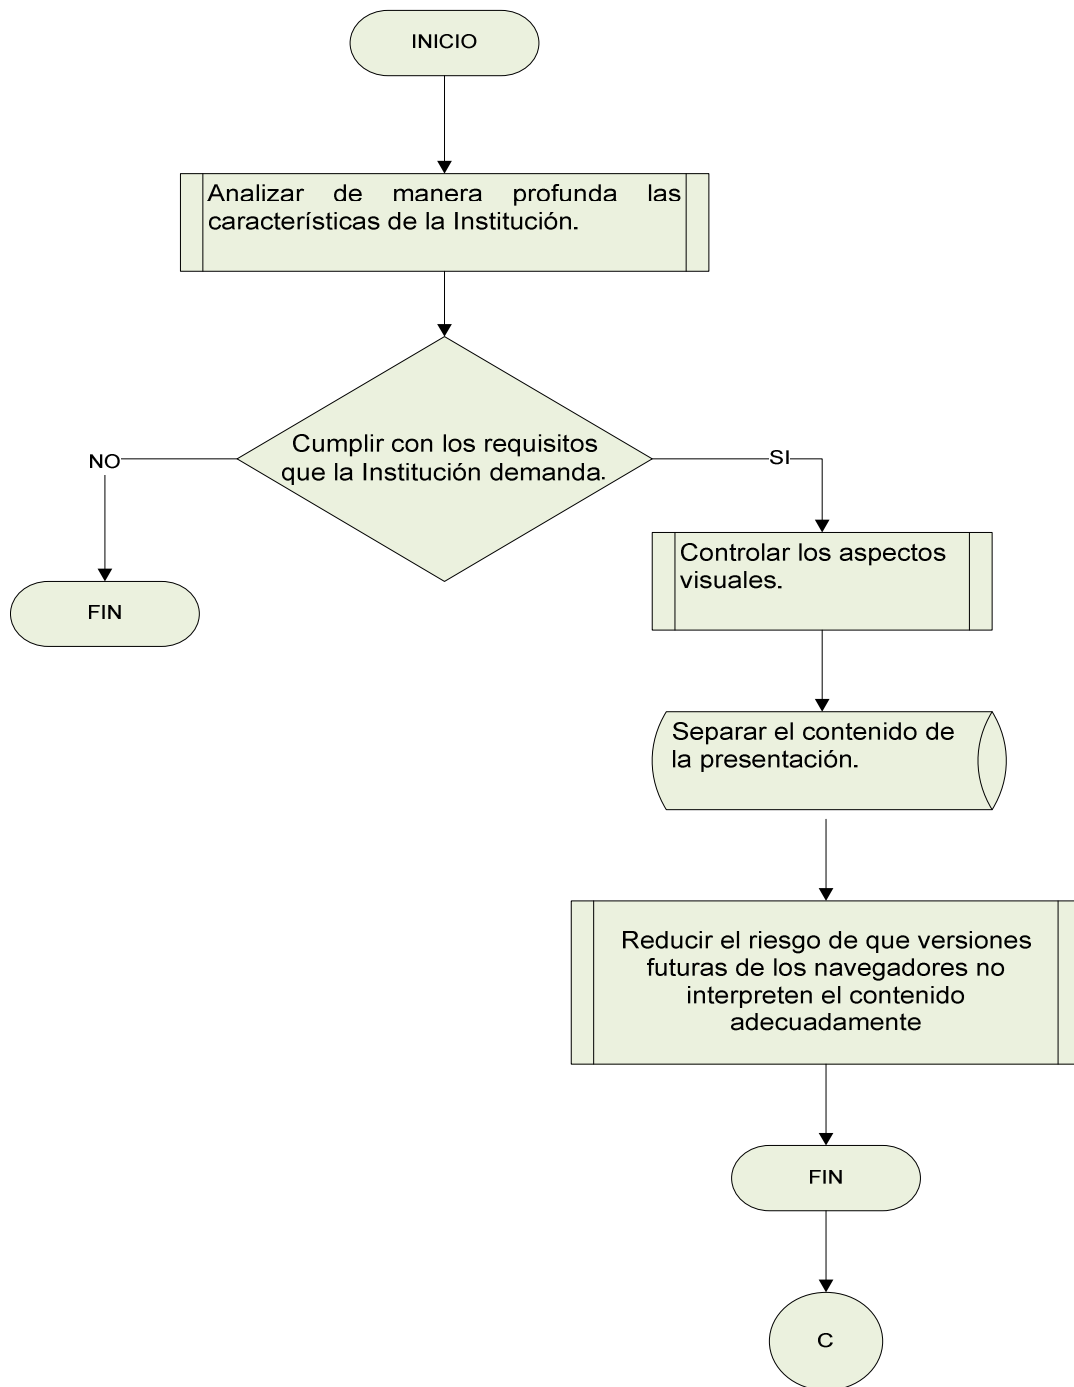 INICIO
Analizar de manera profunda las
características de la Institución.
Cumplir con los requisitos
que la Institución demanda.
NO
SI
Controlar los aspectos
visuales.
FIN
Separar el contenido de
la presentación.
Reducir el riesgo de que versiones
futuras de los navegadores no
interpreten el contenido
adecuadamente
FIN
C